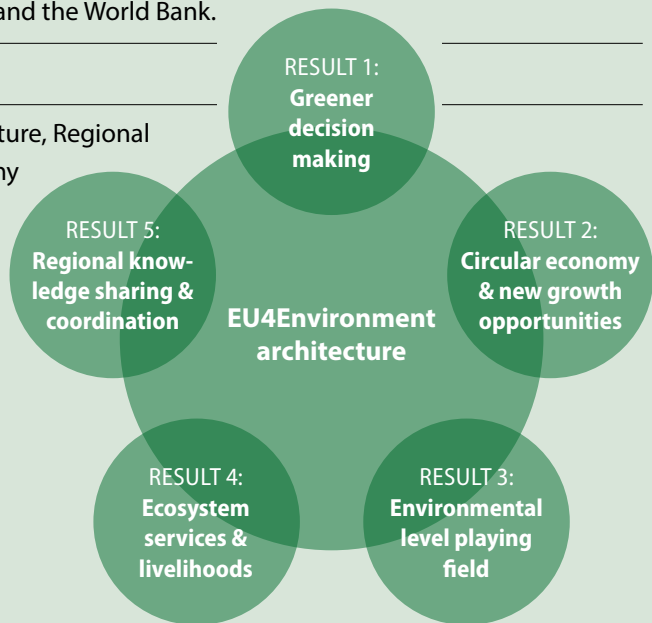 and the World Bank.
ture, Regional
ny
RESULT 1:
Greener
decision
making
RESULT 2:
Circular economy
& new growth
opportunities
RESULT 3:
Environmental
level playing
field
RESULT 4:
Ecosystem
services &
livelihoods
RESULT 5:
Regional know-
ledge sharing &
coordination
EU4Environment
architecture